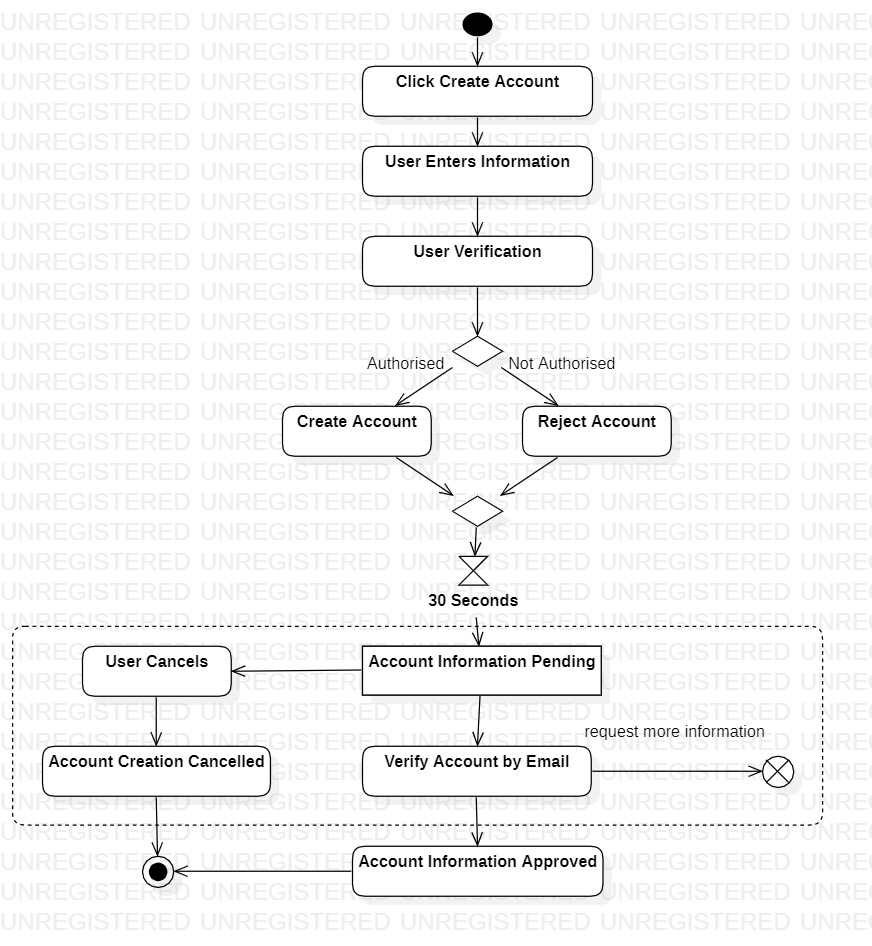 Click Create Account
User Enters Information
User Verification
Authorised
Not Authorised
Create Account
Reject Account
30 Seconds
User Cancels
Account Information Pending
request more information
Account Creation Cancelled
Verify Account by Email
Account Information Approved
UNREGISTERED UNREGISTERED UNREGISTERED UNREGISTERED